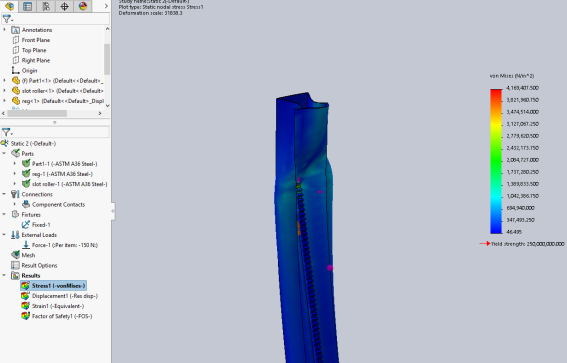 Study name:Static 2(-Default-)
Plot type: Static nodal stress Stress1
Deformation scale: 31838.3
Annotations
Front Plane
Top Plane
Right Plane
Origin
(f) Part1<1> (Default<<Default>_
slot roller<1> (Default<<Default>_
reg<1> (Default<<Default>_Displ
Static 2 (-Default-)
Parts
Part1-1 (-ASTM A36 Steel-)
reg-1 (-ASTM A36 Steel-)
slot roller-1 (-ASTM A36 Steel-)
Connections
Component Contacts
Fixtures
Fixed-1
External Loads
Force-1 (:Per item: -150 N:)
Mesh
Result Options
Results
Stress1 (-vonMises-)
Displacement1 (-Res disp-)
Strain1 (-Equivalent-)
Factor of Safety1 (-FOS-)
von Mises (N/m^2)
4,169,407.500
3,821,960.750
3,474,514.000
3,127,067.250
2,779,620.500
2,432,173.750
2,084,727.000
1,737,280.250
1,389,833.500
1,042,386.750
694,940.000
347,493.250
46.495
Yield strength: 250,000,000.000